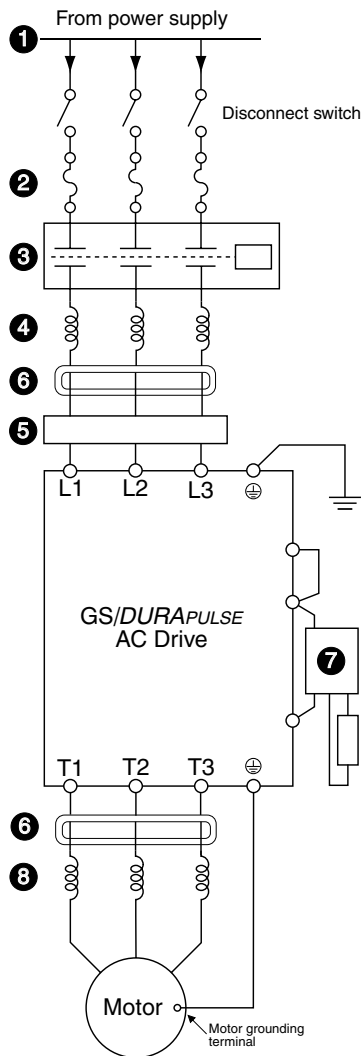 From power supply
1
Disconnect switch
2
3
4
6
5
L1 L2 L3
GS/DURAPULSE
AC Drive
7
T1 T2 T3
6
8
Motor
Motor grounding
terminal